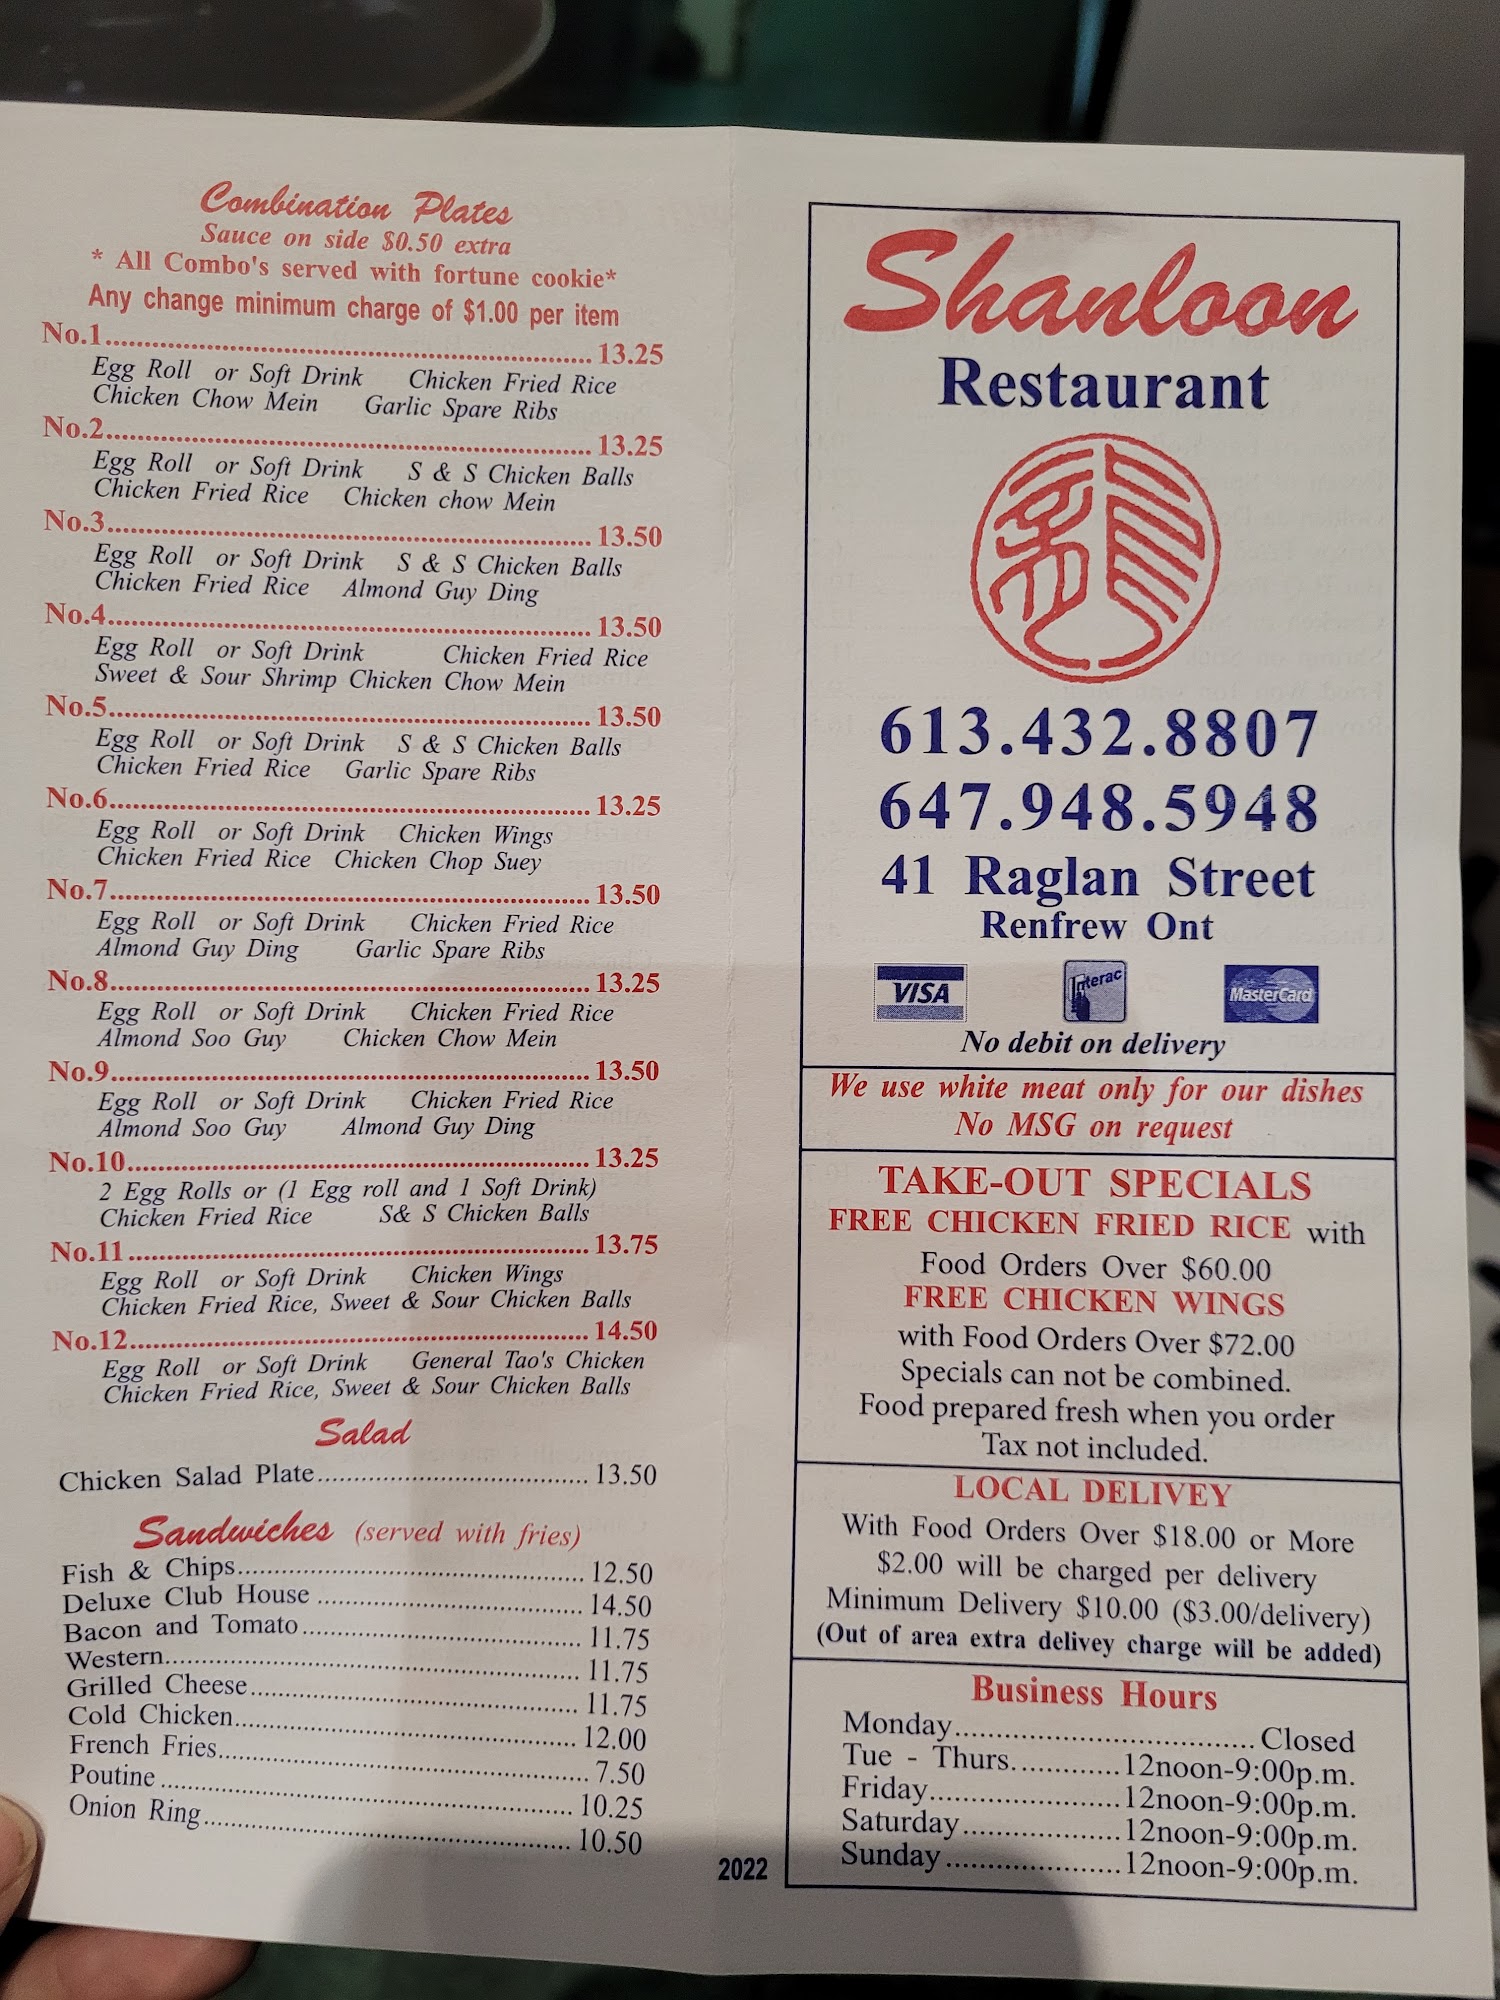 Combination Plates
Sauce on side $0.50 extra
* All Combo's served with fortune cookie*
Any change minimum charge of $1.00 per item
No.1 13.25
Egg Roll or Soft Drink Chicken Fried Rice
Chicken Chow Mein Garlic Spare Ribs
No.2 13.25
Egg Roll or Soft Drink S & S Chicken Balls
Chicken Fried Rice Chicken chow Mein
No.3 13.50
Egg Roll or Soft Drink S & S Chicken Balls
Chicken Fried Rice Almond Guy Ding
No.4 13.50
Egg Roll or Soft Drink Chicken Fried Rice
Sweet & Sour Shrimp Chicken Chow Mein
No.5 13.50
Egg Roll or Soft Drink S & S Chicken Balls
Chicken Fried Rice Garlic Spare Ribs
No.6 13.25
Egg Roll or Soft Drink Chicken Wings
Chicken Fried Rice Chicken Chop Suey
No.7 13.50
Egg Roll or Soft Drink Chicken Fried Rice
Almond Guy Ding Garlic Spare Ribs
No.8 13.25
Egg Roll or Soft Drink Chicken Fried Rice
Almond Soo Guy Chicken Chow Mein
No.9 13.50
Egg Roll or Soft Drink Chicken Fried Rice
Almond Soo Guy Almond Guy Ding
No.10 13.25
2 Egg Rolls or (1 Egg roll and 1 Soft Drink)
Chicken Fried Rice S& S Chicken Balls
No.11 13.75
Egg Roll or Soft Drink Chicken Wings
Chicken Fried Rice, Sweet & Sour Chicken Balls
No.12 14.50
Egg Roll or Soft Drink General Tao's Chicken
Chicken Fried Rice, Sweet & Sour Chicken Balls
Salad
Chicken Salad Plate 13.50
Sandwiches (served with fries)
Fish & Chips 12.50
Deluxe Club House 14.50
Bacon and Tomato 11.75
Western 11.75
Grilled Cheese 11.75
Cold Chicken 12.00
French Fries 7.50
Poutine 10.25
Onion Ring 10.50
2022
Shanloon
Restaurant
613.432.8807
647.948.5948
41 Raglan Street
Renfrew Ont
VISA Interac MasterCard
No debit on delivery
We use white meat only for our dishes
No MSG on request
TAKE-OUT SPECIALS
FREE CHICKEN FRIED RICE with
Food Orders Over $60.00
FREE CHICKEN WINGS
with Food Orders Over $72.00
Specials can not be combined.
Food prepared fresh when you order
Tax not included.
LOCAL DELIVEY
With Food Orders Over $18.00 or More
$2.00 will be charged per delivery
Minimum Delivery $10.00 ($3.00/delivery)
(Out of area extra delivey charge will be added)
Business Hours
Monday Closed
Tue - Thurs. 12noon-9:00p.m.
Friday 12noon-9:00p.m.
Saturday 12noon-9:00p.m.
Sunday 12noon-9:00p.m.